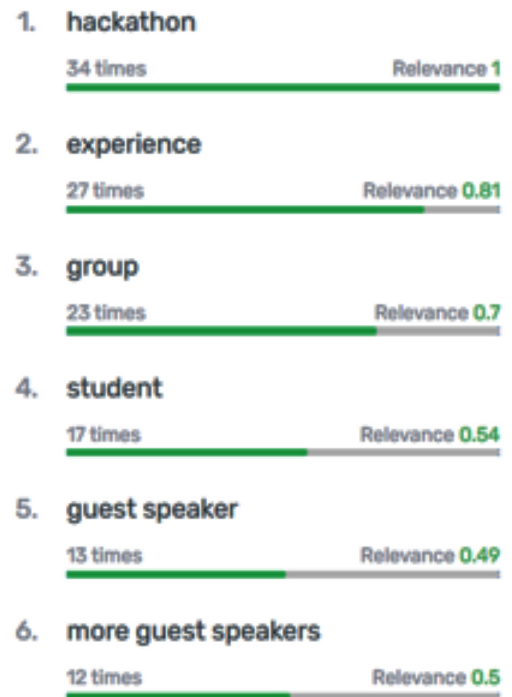 1. hackathon
34 times Relevance 1
2. experience
27 times Relevance 0.81
3. group
23 times Relevance 0.7
4. student
17 times Relevance 0.54
5. guest speaker
13 times Relevance 0.49
6. more guest speakers
12 times Relevance 0.5